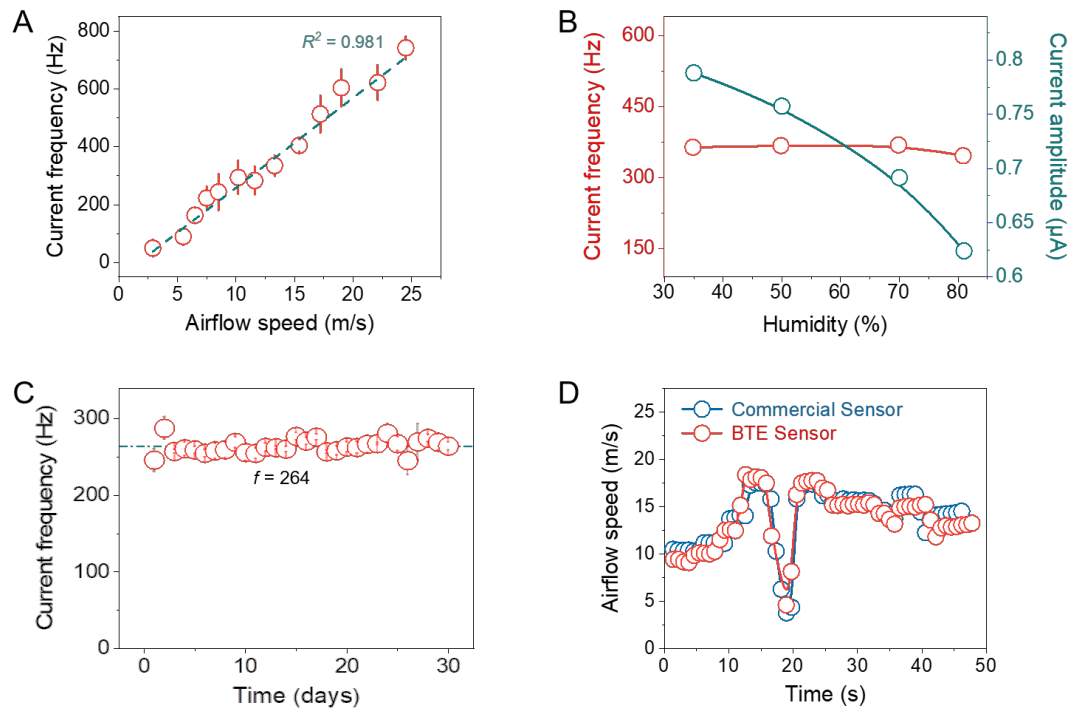 A
R² = 0.981
Current frequency (Hz)
800
600
400
200
0
0 5 10 15 20 25
Airflow speed (m/s)
B
Current frequency (Hz)
600
450
300
150
Current amplitude (µA)
0.8
0.75
0.7
0.65
0.6
30 40 50 60 70 80
Humidity (%)
C
Current frequency (Hz)
300
200
100
0
f = 264
0 10 20 30
Time (days)
D
Commercial Sensor
BTE Sensor
Airflow speed (m/s)
25
20
15
10
5
0
0 10 20 30 40 50
Time (s)